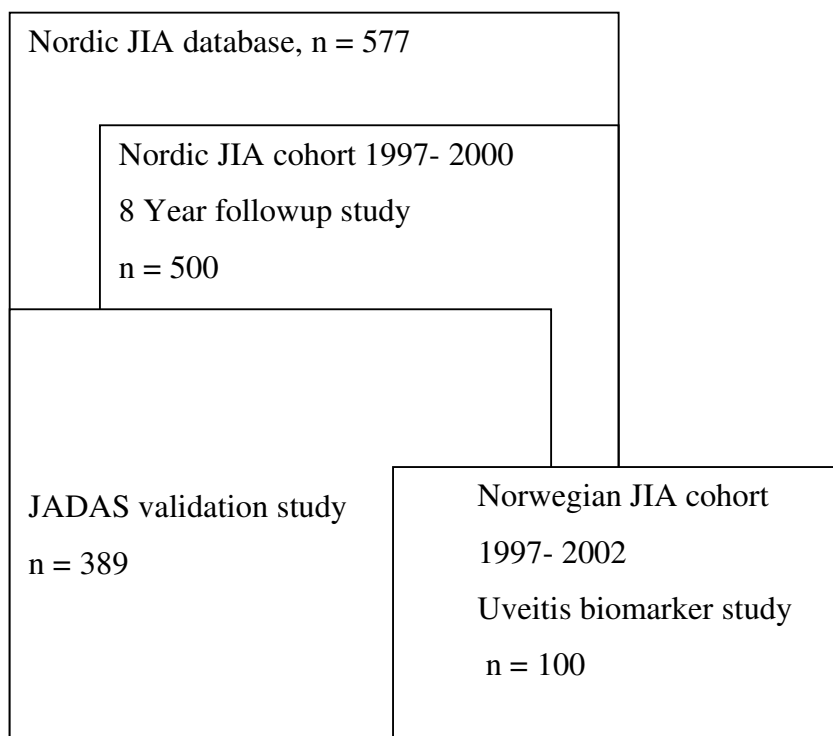 Nordic JIA database, n = 577
Nordic JIA cohort 1997- 2000
8 Year followup study
n = 500
JADAS validation study
n = 389
Norwegian JIA cohort
1997- 2002
Uveitis biomarker study
n = 100